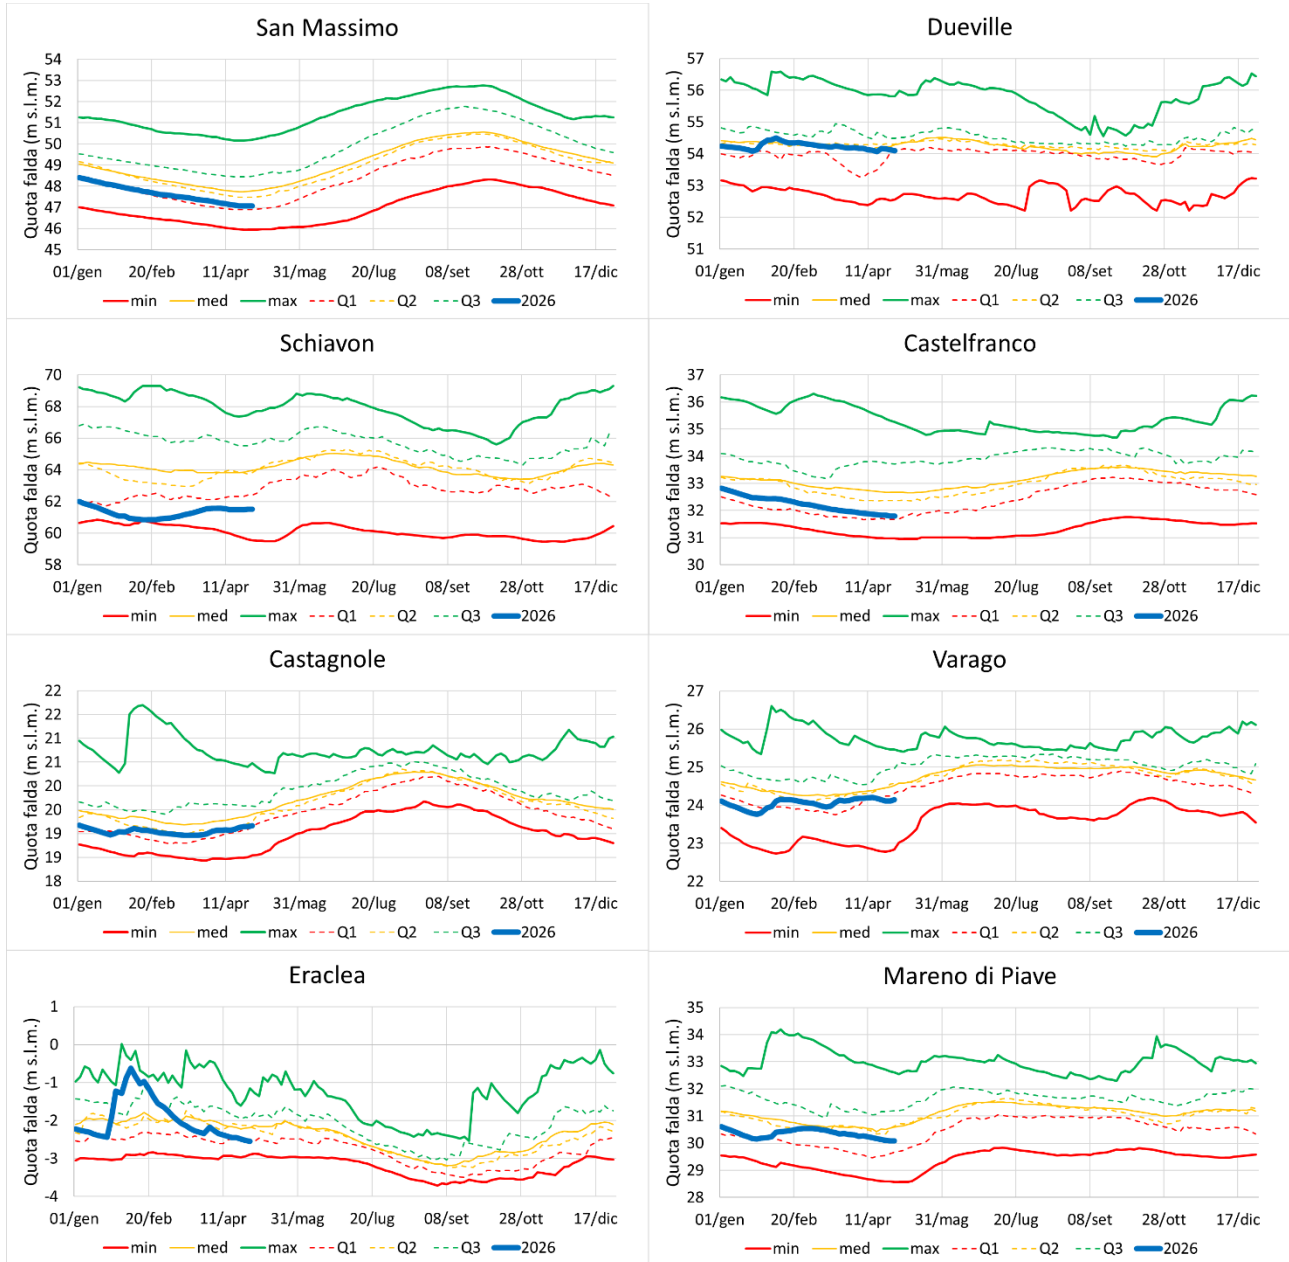 San Massimo
Quota falda (m s.l.m.)
54
53
52
51
50
49
48
47
46
45
01/gen 20/feb 11/apr 31/mag 20/lug 08/set 28/ott 17/dic
min med max Q1 Q2 Q3 2026
Dueville
Quota falda (m s.l.m.)
57
56
55
54
53
52
51
01/gen 20/feb 11/apr 31/mag 20/lug 08/set 28/ott 17/dic
min med max Q1 Q2 Q3 2026
Schiavon
Quota falda (m s.l.m.)
70
68
66
64
62
60
58
01/gen 20/feb 11/apr 31/mag 20/lug 08/set 28/ott 17/dic
min med max Q1 Q2 Q3 2026
Castelfranco
Quota falda (m s.l.m.)
37
36
35
34
33
32
31
30
01/gen 20/feb 11/apr 31/mag 20/lug 08/set 28/ott 17/dic
min med max Q1 Q2 Q3 2026
Castagnole
Quota falda (m s.l.m.)
22
22
21
21
20
20
19
19
18
01/gen 20/feb 11/apr 31/mag 20/lug 08/set 28/ott 17/dic
min med max Q1 Q2 Q3 2026
Varago
Quota falda (m s.l.m.)
27
26
25
24
23
22
01/gen 20/feb 11/apr 31/mag 20/lug 08/set 28/ott 17/dic
min med max Q1 Q2 Q3 2026
Eraclea
Quota falda (m s.l.m.)
1
0
-1
-2
-3
-4
01/gen 20/feb 11/apr 31/mag 20/lug 08/set 28/ott 17/dic
min med max Q1 Q2 Q3 2026
Mareno di Piave
Quota falda (m s.l.m.)
35
34
33
32
31
30
29
28
01/gen 20/feb 11/apr 31/mag 20/lug 08/set 28/ott 17/dic
min med max Q1 Q2 Q3 2026